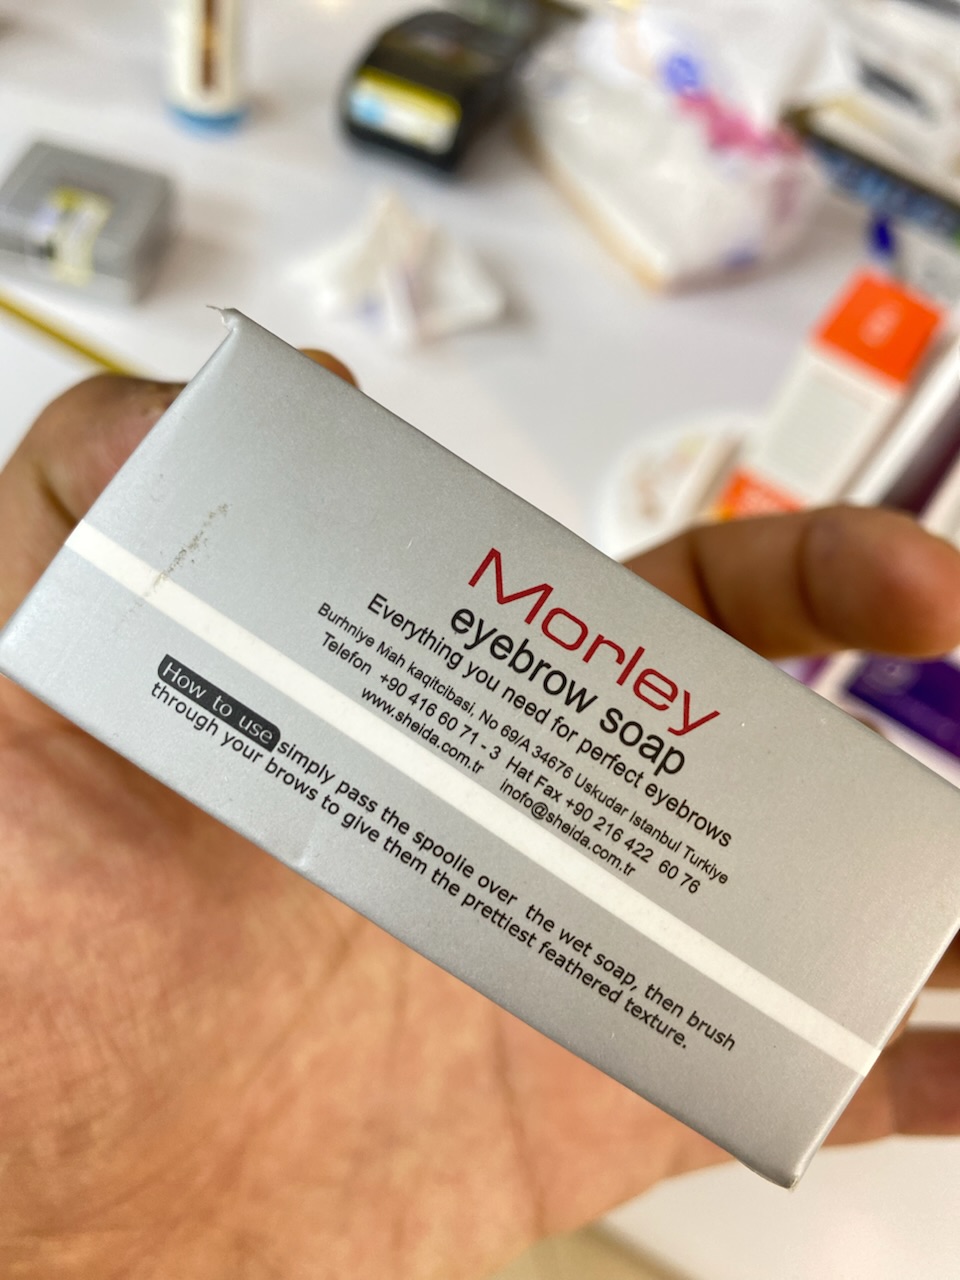 Morley
eyebrow soap
Everything you need for perfect eyebrows
Burhniye Mah kaqitcibasi, No 69/A 34676 Uskudar Istanbul Turkiye
Telefon +90 416 60 71 - 3 Hat Fax +90 216 422 60 76
www.sheida.com.tr inofo@sheida.com.tr
How to use simply pass the spoolie over the wet soap, then brush
through your brows to give them the prettiest feathered texture.